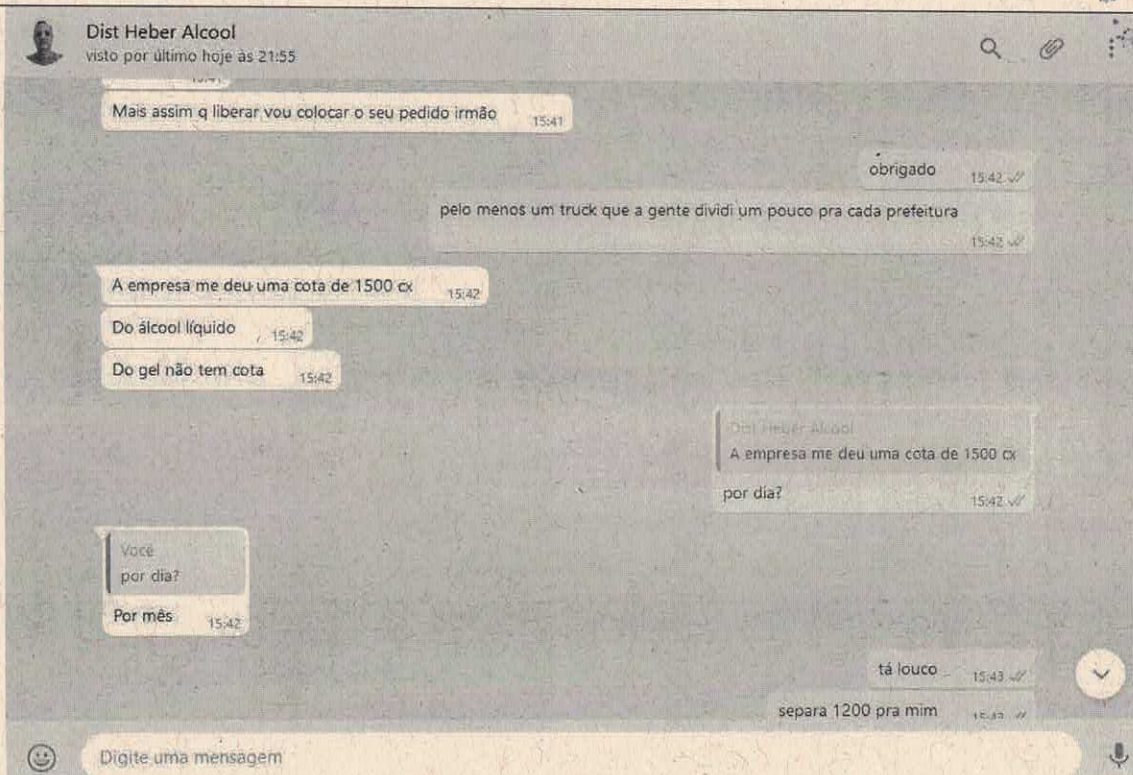 Dist Heber Alcool
visto por último hoje às 21:55
15:41
Mais assim q liberar vou colocar o seu pedido irmão 15:41
obrigado 15:42
pelo menos um truck que a gente dividi um pouco pra cada prefeitura
15:42
A empresa me deu uma cota de 1500 cx 15:42
Do álcool líquido 15:42
Do gel não tem cota 15:42
Dist Heber Alcool
A empresa me deu uma cota de 1500 cx
por dia? 15:42
Você
por dia?
Por mês 15:42
tá louco 15:43
separa 1200 pra mim 15:43
Digite uma mensagem